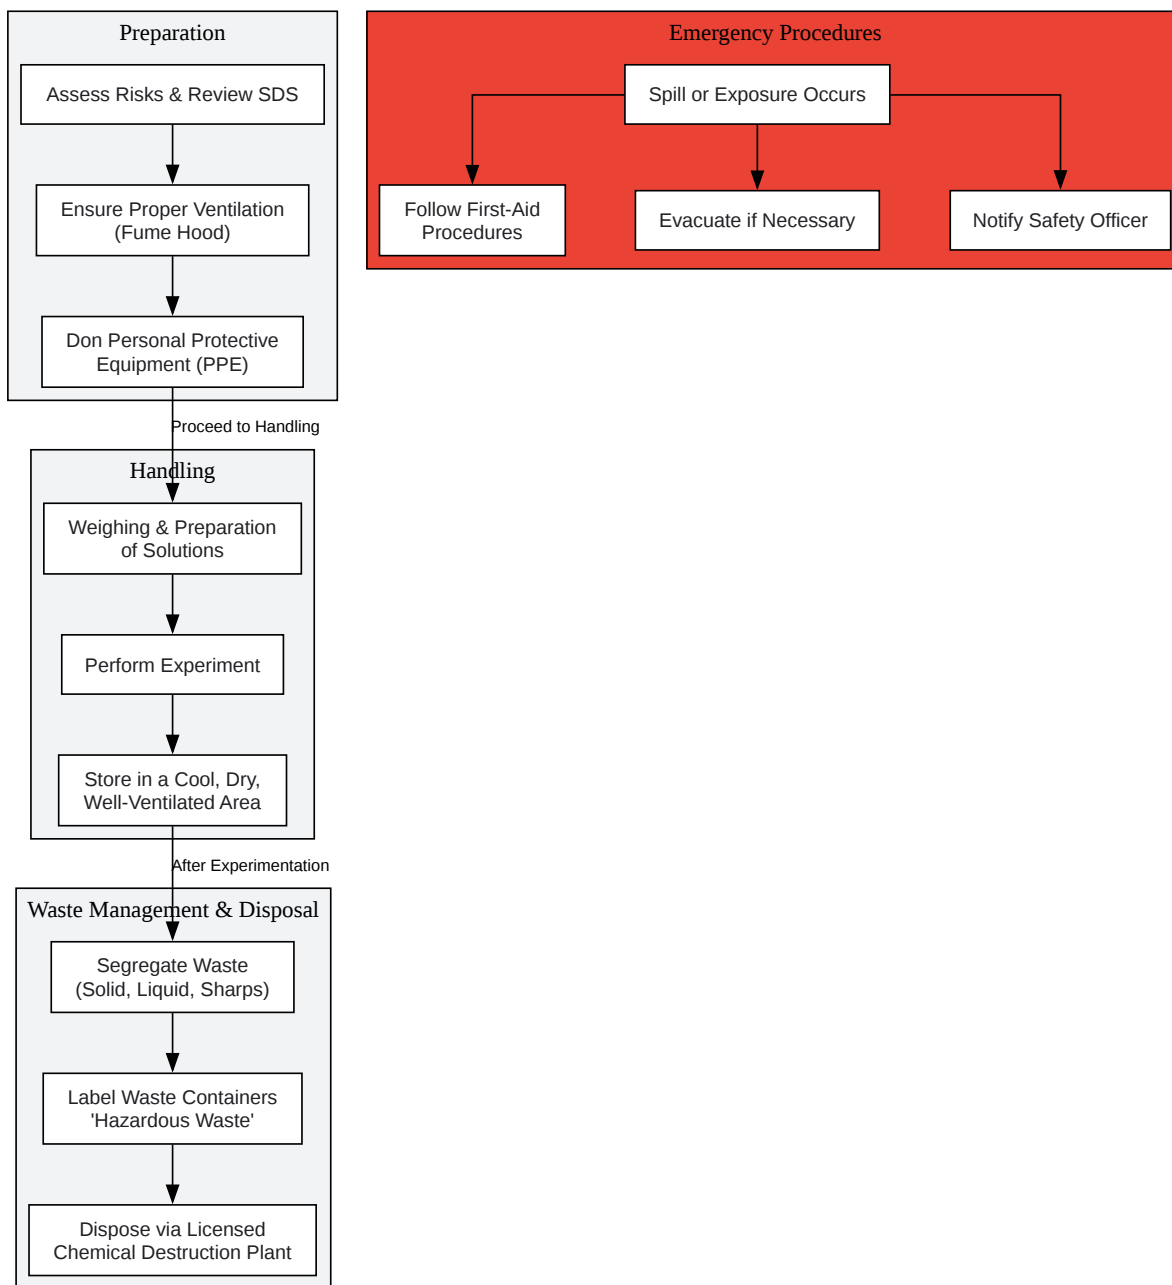 Preparation
Assess Risks & Review SDS
Ensure Proper Ventilation
(Fume Hood)
Don Personal Protective
Equipment (PPE)
Proceed to Handling
Handling
Weighing & Preparation
of Solutions
Perform Experiment
Store in a Cool, Dry,
Well-Ventilated Area
After Experimentation
Waste Management & Disposal
Segregate Waste
(Solid, Liquid, Sharps)
Label Waste Containers
'Hazardous Waste'
Dispose via Licensed
Chemical Destruction Plant
Emergency Procedures
Spill or Exposure Occurs
Follow First-Aid
Procedures
Evacuate if Necessary
Notify Safety Officer